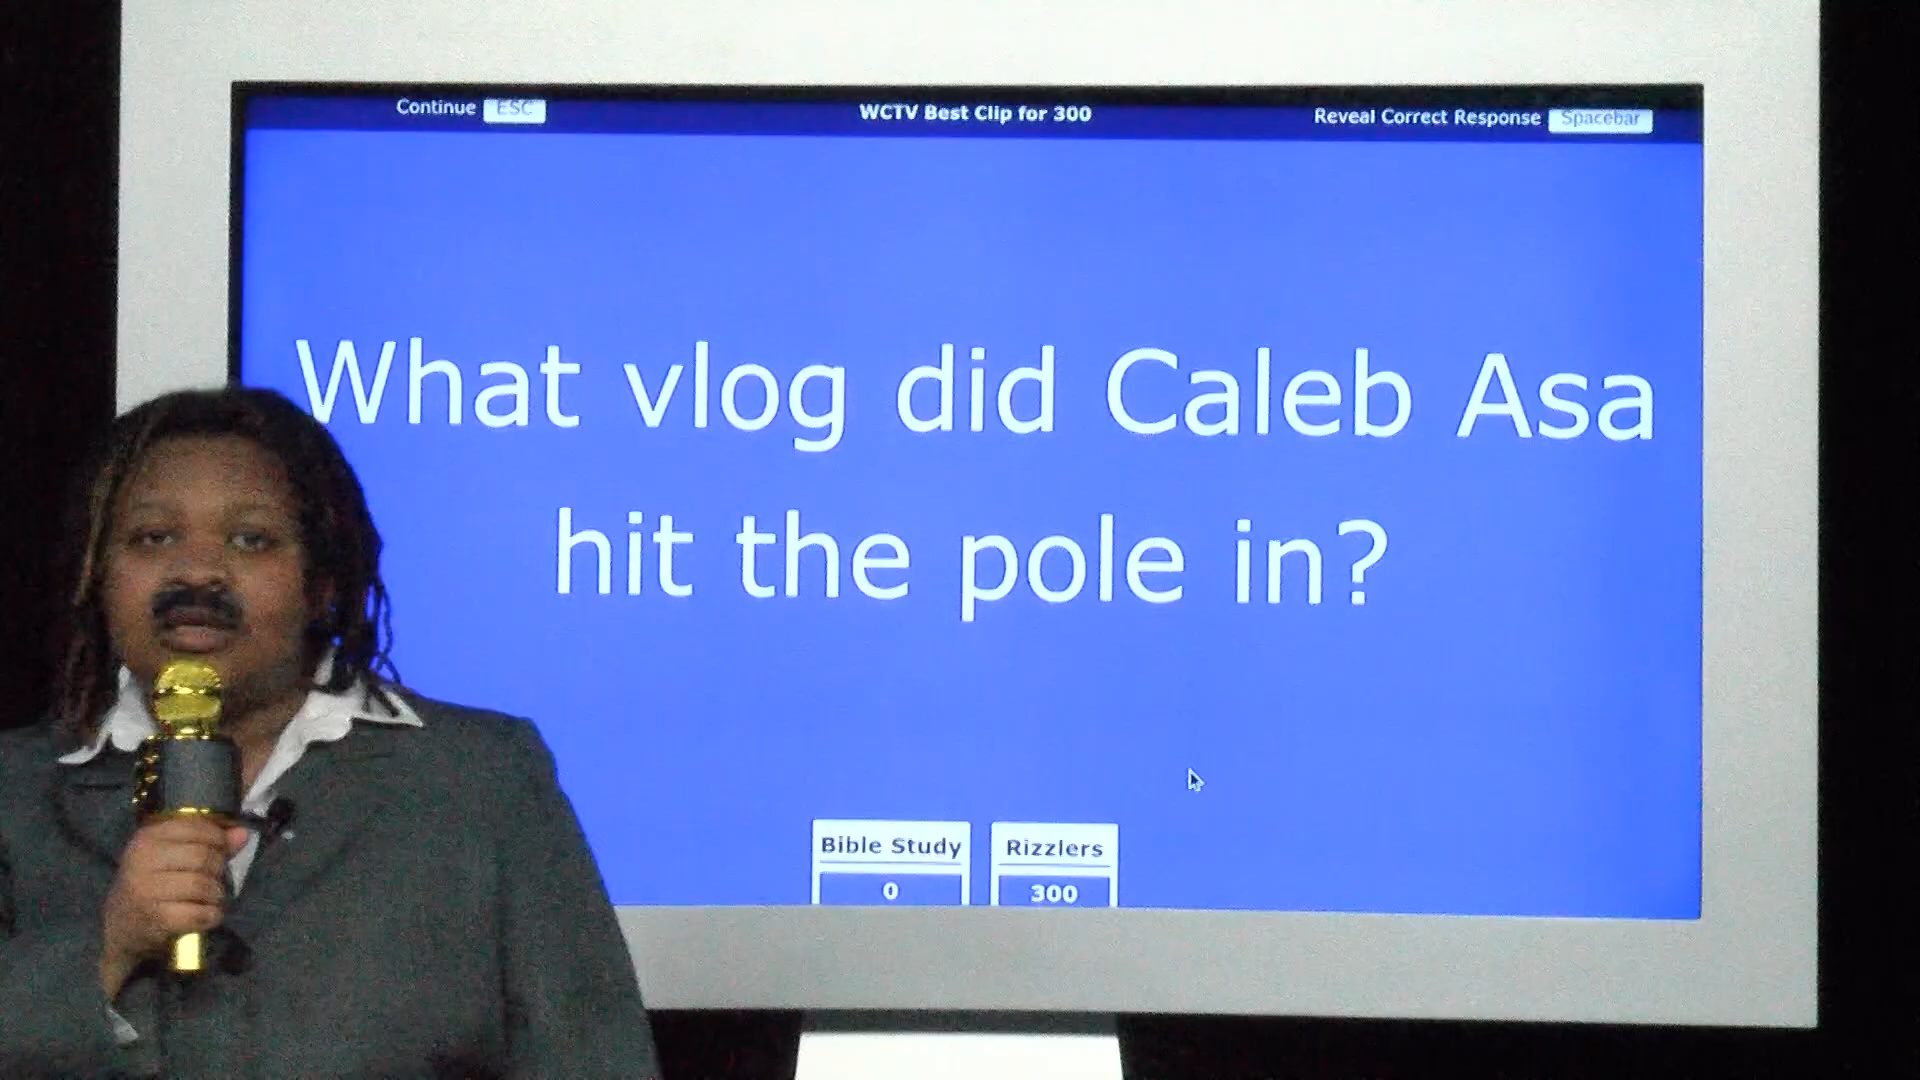 Continue ESC WCTV Best Clip for 300 Reveal Correct Response Spacebar
What vlog did Caleb Asa
hit the pole in?
Bible Study Rizzlers
0 300